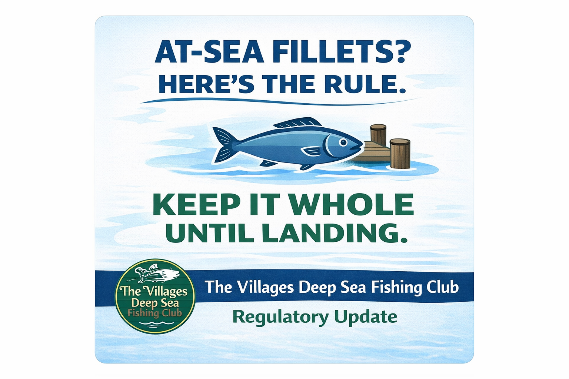 AT-SEA FILLETS?
HERE'S THE RULE.
KEEP IT WHOLE
UNTIL LANDING.
The Villages
Deep Sea
Fishing Club
The Villages Deep Sea Fishing Club
Regulatory Update